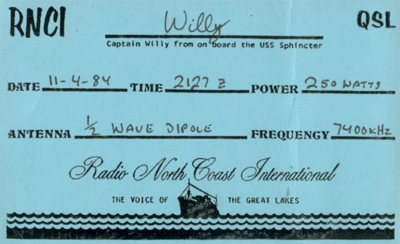 RNCI Willy QSL
Captain Willy from on board the USS Sphincter
DATE 11-4-84 TIME 2127 Z POWER 250 WATTS
ANTENNA 1/2 WAVE DIPOLE FREQUENCY 7400 KHz
Radio North Coast International
THE VOICE OF THE GREAT LAKES